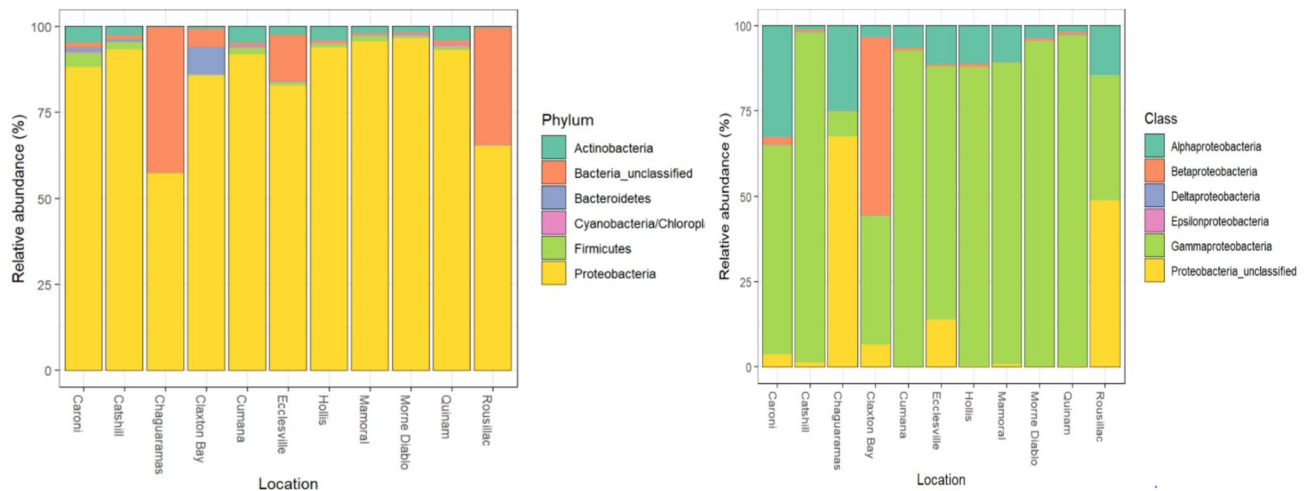 Relative abundance (%)
100
75
50
25
0
Caroni
Catshill
Chaguaramas
Claxton Bay
Cumana
Ecclesville
Hollis
Mamoral
Morne Diablo
Quinam
Rousillac
Location
Phylum
Actinobacteria
Bacteria_unclassified
Bacteroidetes
Cyanobacteria/Chloropl
Firmicutes
Proteobacteria
Relative abundance (%)
100
75
50
25
0
Caroni
Catshill
Chaguaramas
Claxton Bay
Cumana
Ecclesville
Hollis
Mamoral
Morne Diablo
Quinam
Rousillac
Location
Class
Alphaproteobacteria
Betaproteobacteria
Deltaproteobacteria
Epsilonproteobacteria
Gammaproteobacteria
Proteobacteria_unclassified